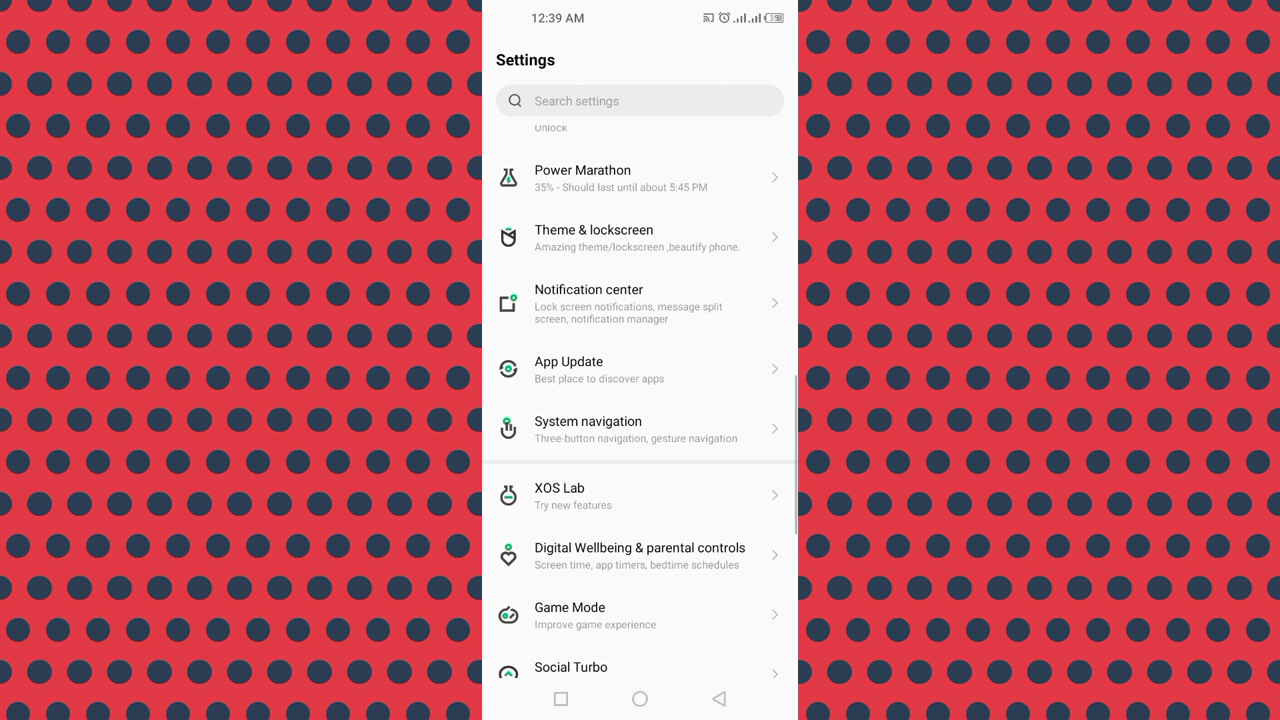 12:39 AM
Settings
Search settings
Unlock
Power Marathon
35% - Should last until about 5:45 PM
Theme & lockscreen
Amazing theme/lockscreen ,beautify phone.
Notification center
Lock screen notifications, message split
screen, notification manager
App Update
Best place to discover apps
System navigation
Three-button navigation, gesture navigation
XOS Lab
Try new features
Digital Wellbeing & parental controls
Screen time, app timers, bedtime schedules
Game Mode
Improve game experience
Social Turbo